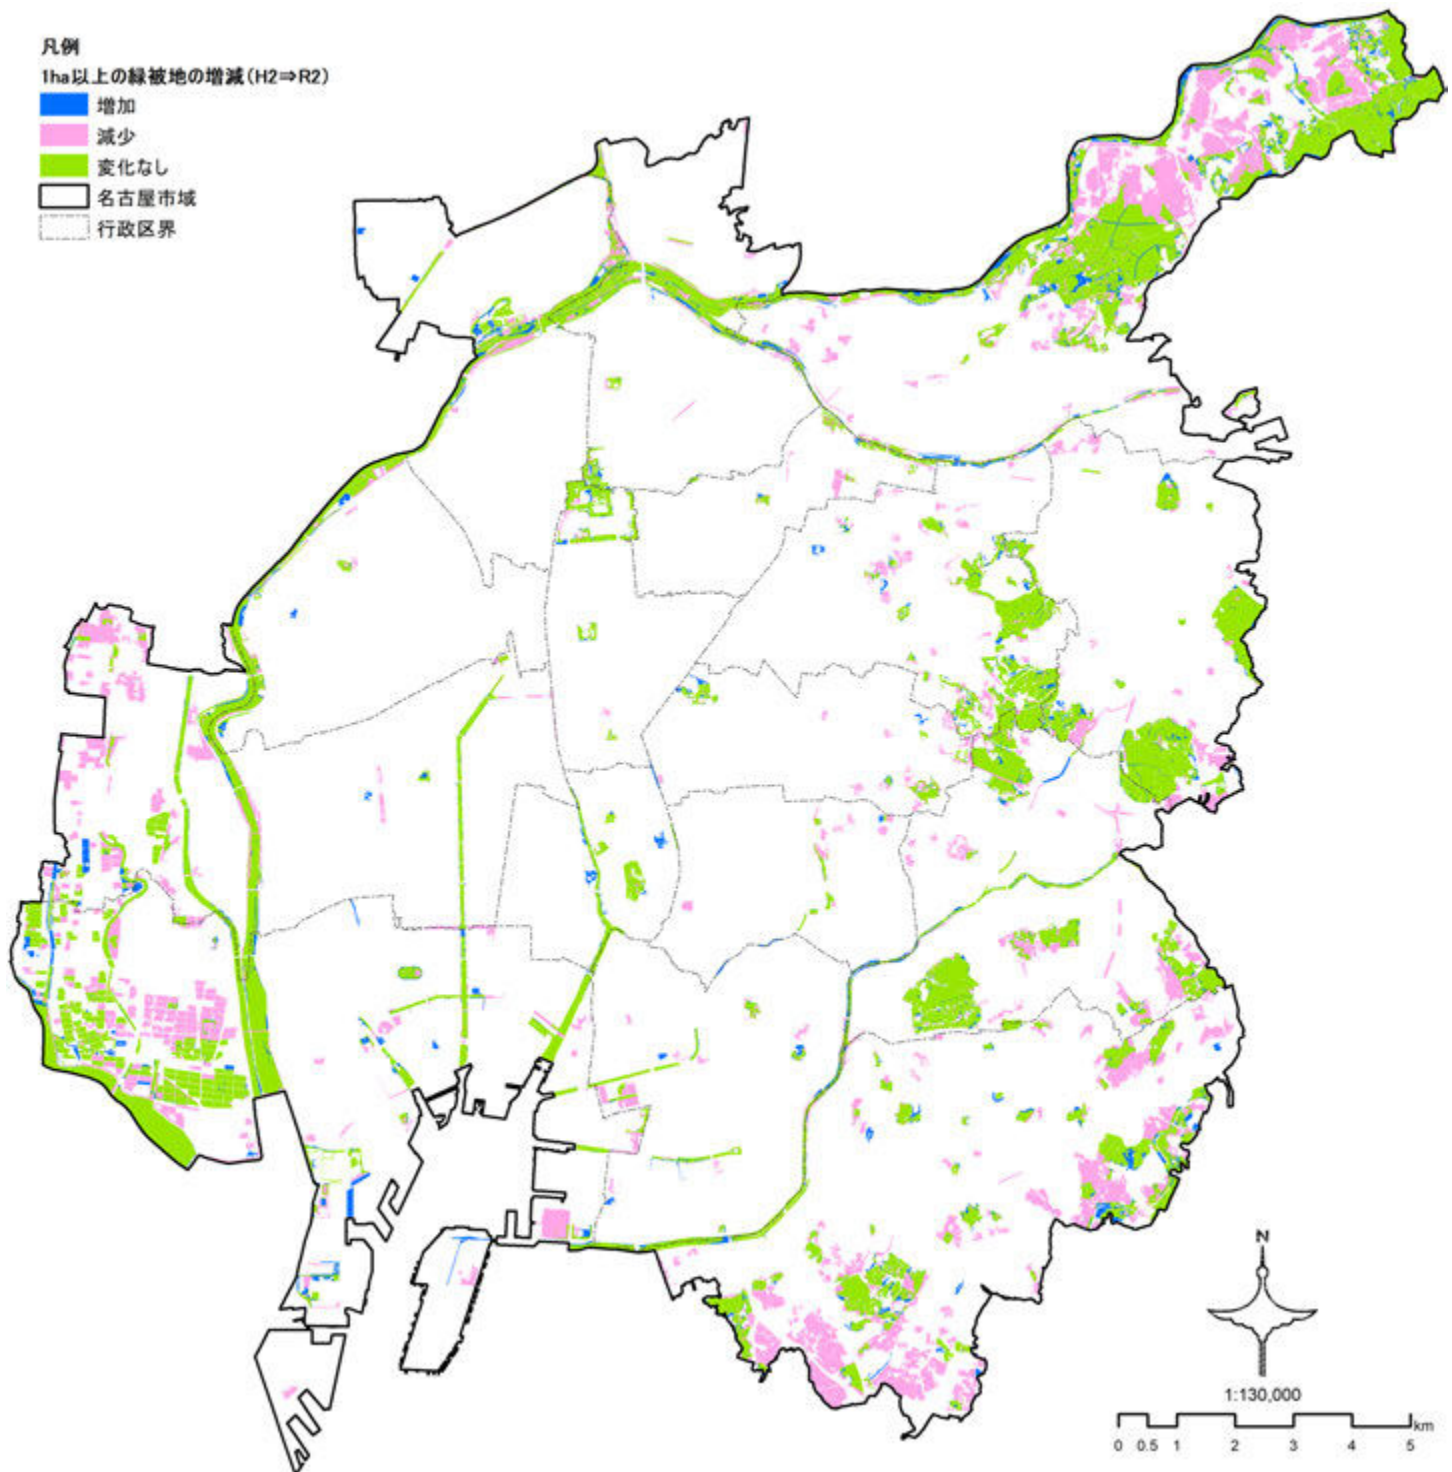 凡例
1ha以上の緑被地の増減(H2⇒R2)
増加
減少
変化なし
名古屋市域
行政区界
N
1:130,000
km
0 0.5 1 2 3 4 5